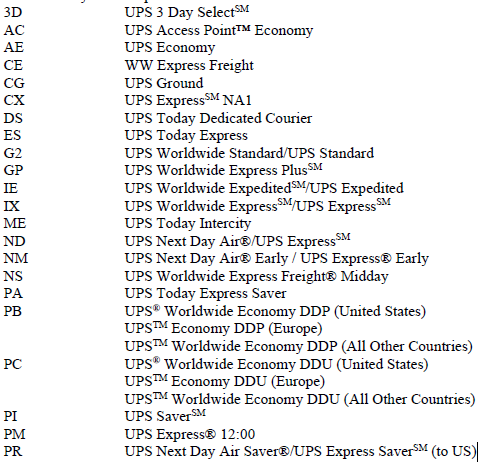 3D UPS 3 Day Select℠
AC UPS Access Point™ Economy
AE UPS Economy
CE WW Express Freight
CG UPS Ground
CX UPS Express℠ NA1
DS UPS Today Dedicated Courier
ES UPS Today Express
G2 UPS Worldwide Standard/UPS Standard
GP UPS Worldwide Express Plus℠
IE UPS Worldwide Expedited℠/UPS Expedited
IX UPS Worldwide Express℠/UPS Express℠
ME UPS Today Intercity
ND UPS Next Day Air®/UPS Express℠
NM UPS Next Day Air® Early / UPS Express® Early
NS UPS Worldwide Express Freight® Midday
PA UPS Today Express Saver
PB UPS® Worldwide Economy DDP (United States)
UPS™ Economy DDP (Europe)
UPS™ Worldwide Economy DDP (All Other Countries)
PC UPS® Worldwide Economy DDU (United States)
UPS™ Economy DDU (Europe)
UPS™ Worldwide Economy DDU (All Other Countries)
PI UPS Saver℠
PM UPS Express® 12:00
PR UPS Next Day Air Saver®/UPS Express Saver℠ (to US)